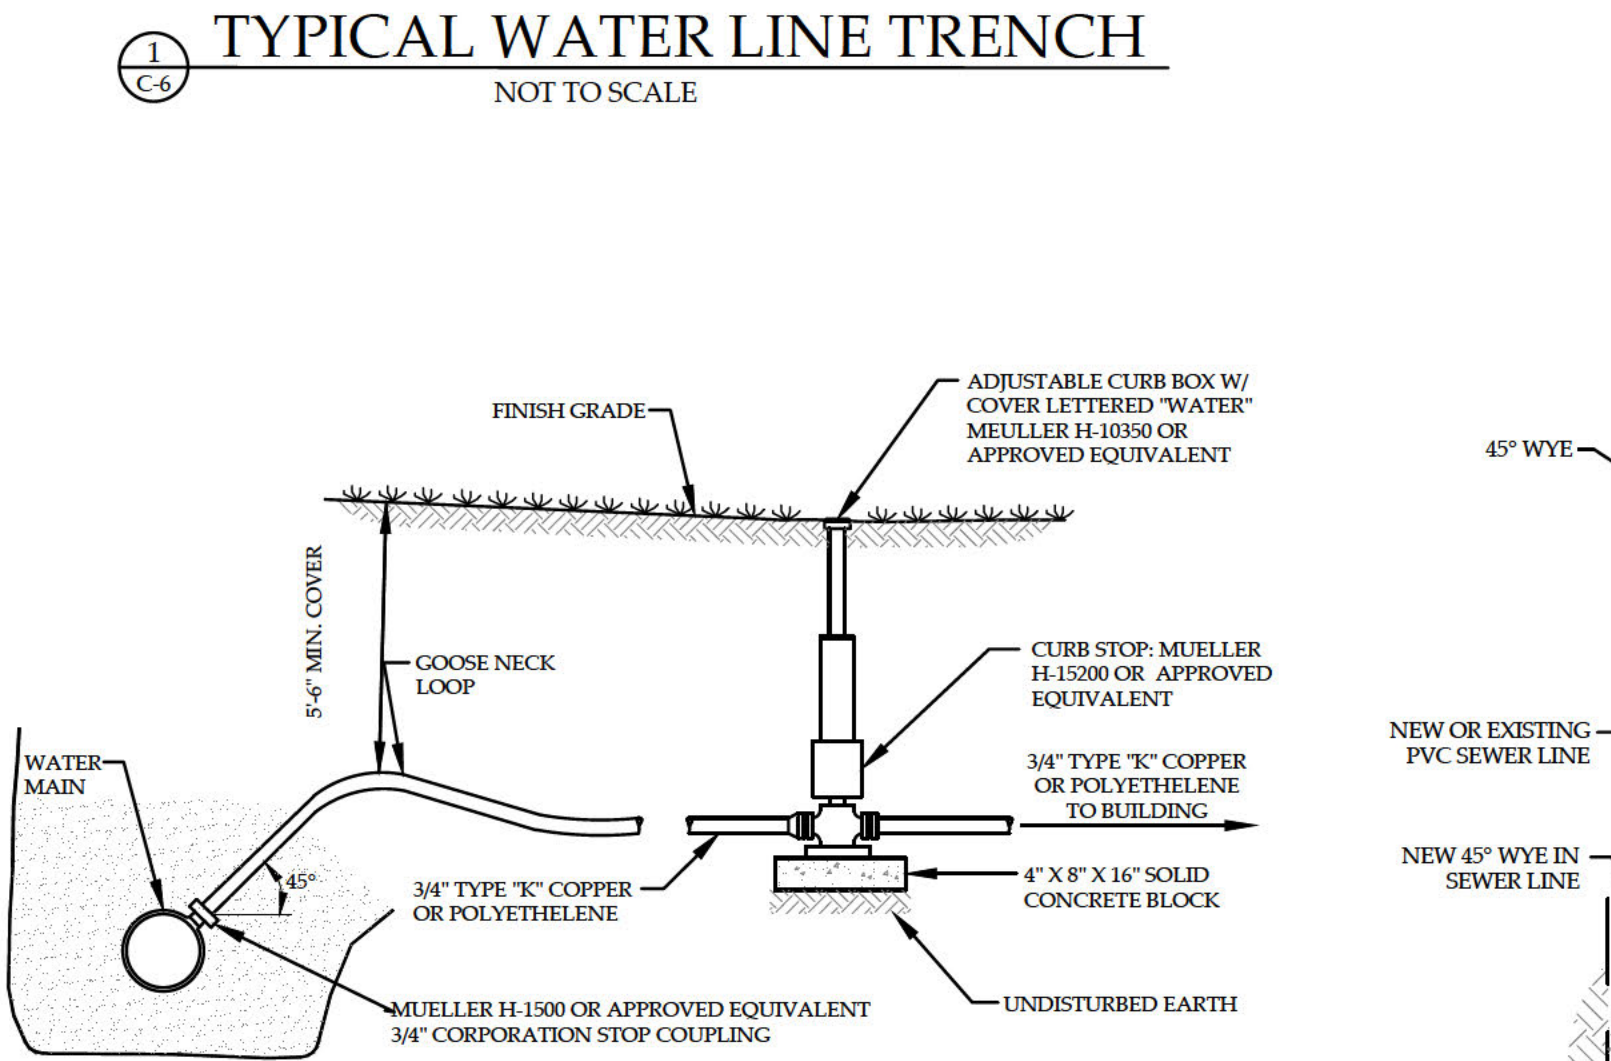 1
C-6
TYPICAL WATER LINE TRENCH
NOT TO SCALE
FINISH GRADE
ADJUSTABLE CURB BOX W/
COVER LETTERED "WATER"
MEULLER H-10350 OR
APPROVED EQUIVALENT
45° WYE
5'-6" MIN. COVER
GOOSE NECK
LOOP
CURB STOP: MUELLER
H-15200 OR APPROVED
EQUIVALENT
WATER
MAIN
3/4" TYPE "K" COPPER
OR POLYETHELENE
TO BUILDING
NEW OR EXISTING
PVC SEWER LINE
45°
3/4" TYPE "K" COPPER
OR POLYETHELENE
4" X 8" X 16" SOLID
CONCRETE BLOCK
NEW 45° WYE IN
SEWER LINE
MUELLER H-1500 OR APPROVED EQUIVALENT
3/4" CORPORATION STOP COUPLING
UNDISTURBED EARTH